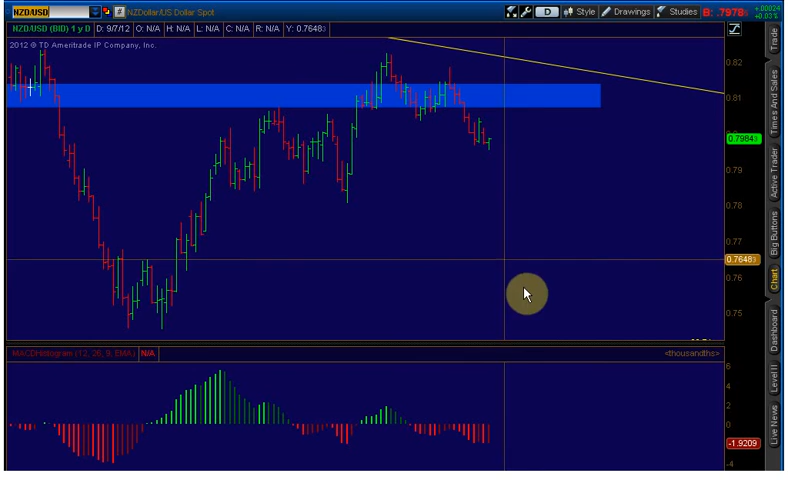 NZD/USD # NZDollar/US Dollar Spot D Style Drawings Studies B: .7978 +.00024 +0.03%
NZD/USD (BID) 1 y D D: 9/7/12 O: N/A H: N/A L: N/A C: N/A R: N/A Y: 0.7648
2012 © TD Ameritrade IP Company, Inc.
0.82
0.81
0.7984
0.79
0.78
0.77
0.7648
0.76
0.75
MACDHistogram (12, 26, 9, EMA) N/A <thousandths>
6
4
2
0
-1.9209
-4
Trade
Times And Sales
Active Trader
Big Buttons
Chart
Dashboard
Level II
Live News